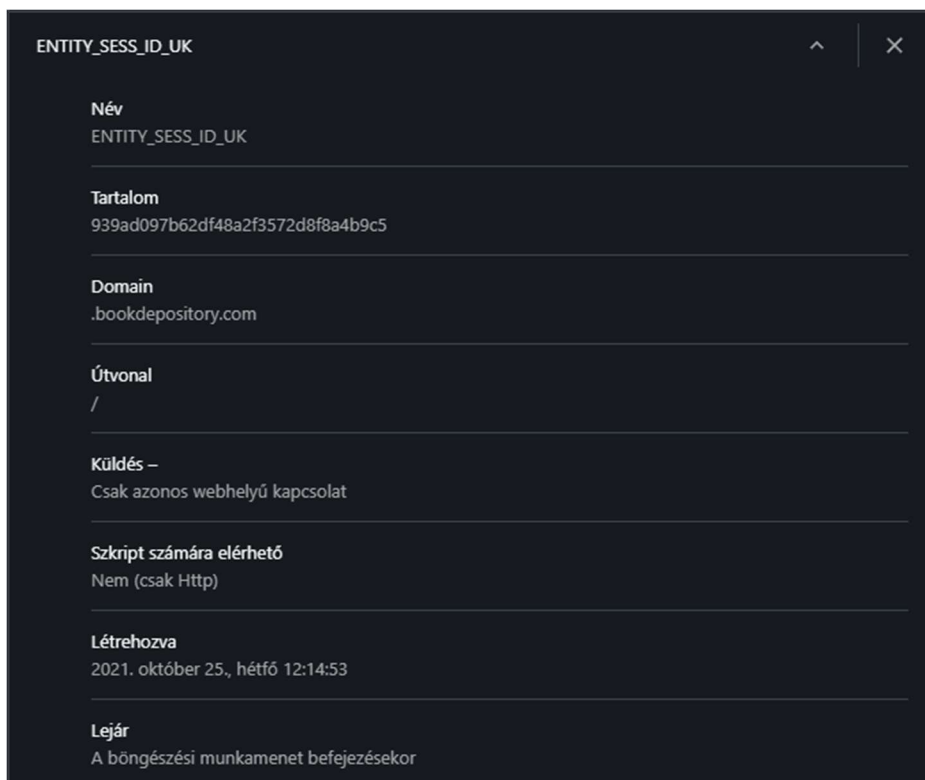 ENTITY_SESS_ID_UK
Név
ENTITY_SESS_ID_UK
Tartalom
939ad097b62df48a2f3572d8f8a4b9c5
Domain
.bookdepository.com
Útvonal
/
Küldés –
Csak azonos webhelyű kapcsolat
Szkript számára elérhető
Nem (csak Http)
Létrehozva
2021. október 25., hétfő 12:14:53
Lejár
A böngészési munkamenet befejezésekor